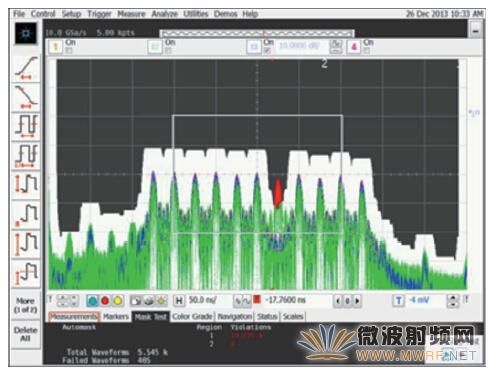 File Control Setup Trigger Measure Analyze Utilities Demos Help 26 Dec 2013 10:33 AM
10.0 GSa/s 5.00 kpts
1 On On On 10.0000 dB/ 4 On
2
More
(1 of 2)
Delete
All
H 50.0 ns/ -17.7600 ns 0 T -4 mV
Measurements Markers Mask Test Color Grade Navigation Status Scales
Automask Region Violations
1
2
Total Waveforms 5.545 k
Failed Waveforms 405
微波射频网
WWW.MWRF.NET